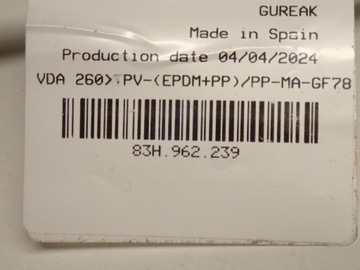 GUREAK
Made in Spain
Production date 04/04/2024
VDA 260>TPV-(EPDM+PP)/PP-MA-GF78
83H.962.239